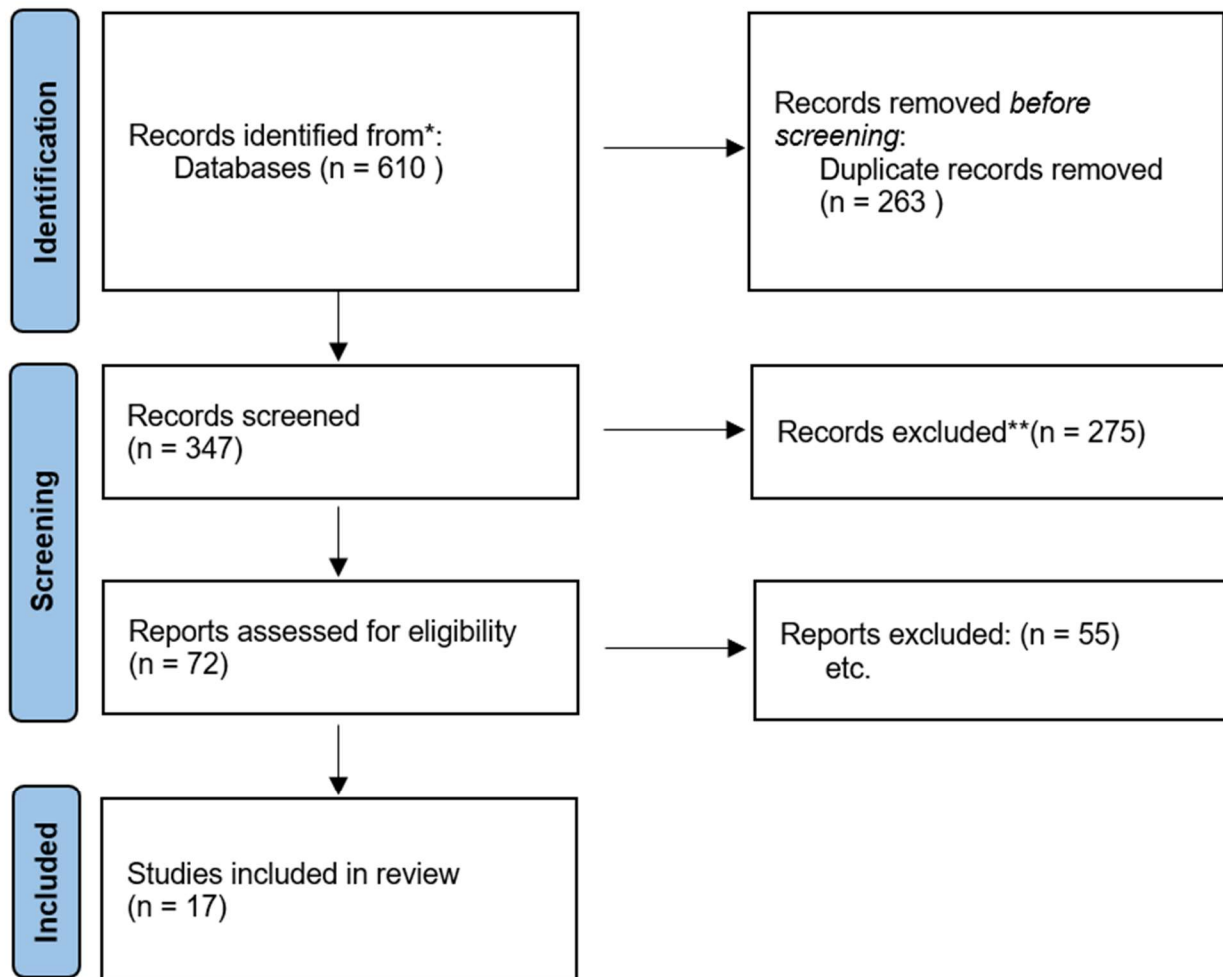 Identification
Records identified from*:
Databases (n = 610 )
Records removed before
screening:
Duplicate records removed
(n = 263 )
Screening
Records screened
(n = 347)
Records excluded**(n = 275)
Reports assessed for eligibility
(n = 72)
Reports excluded: (n = 55)
etc.
Included
Studies included in review
(n = 17)